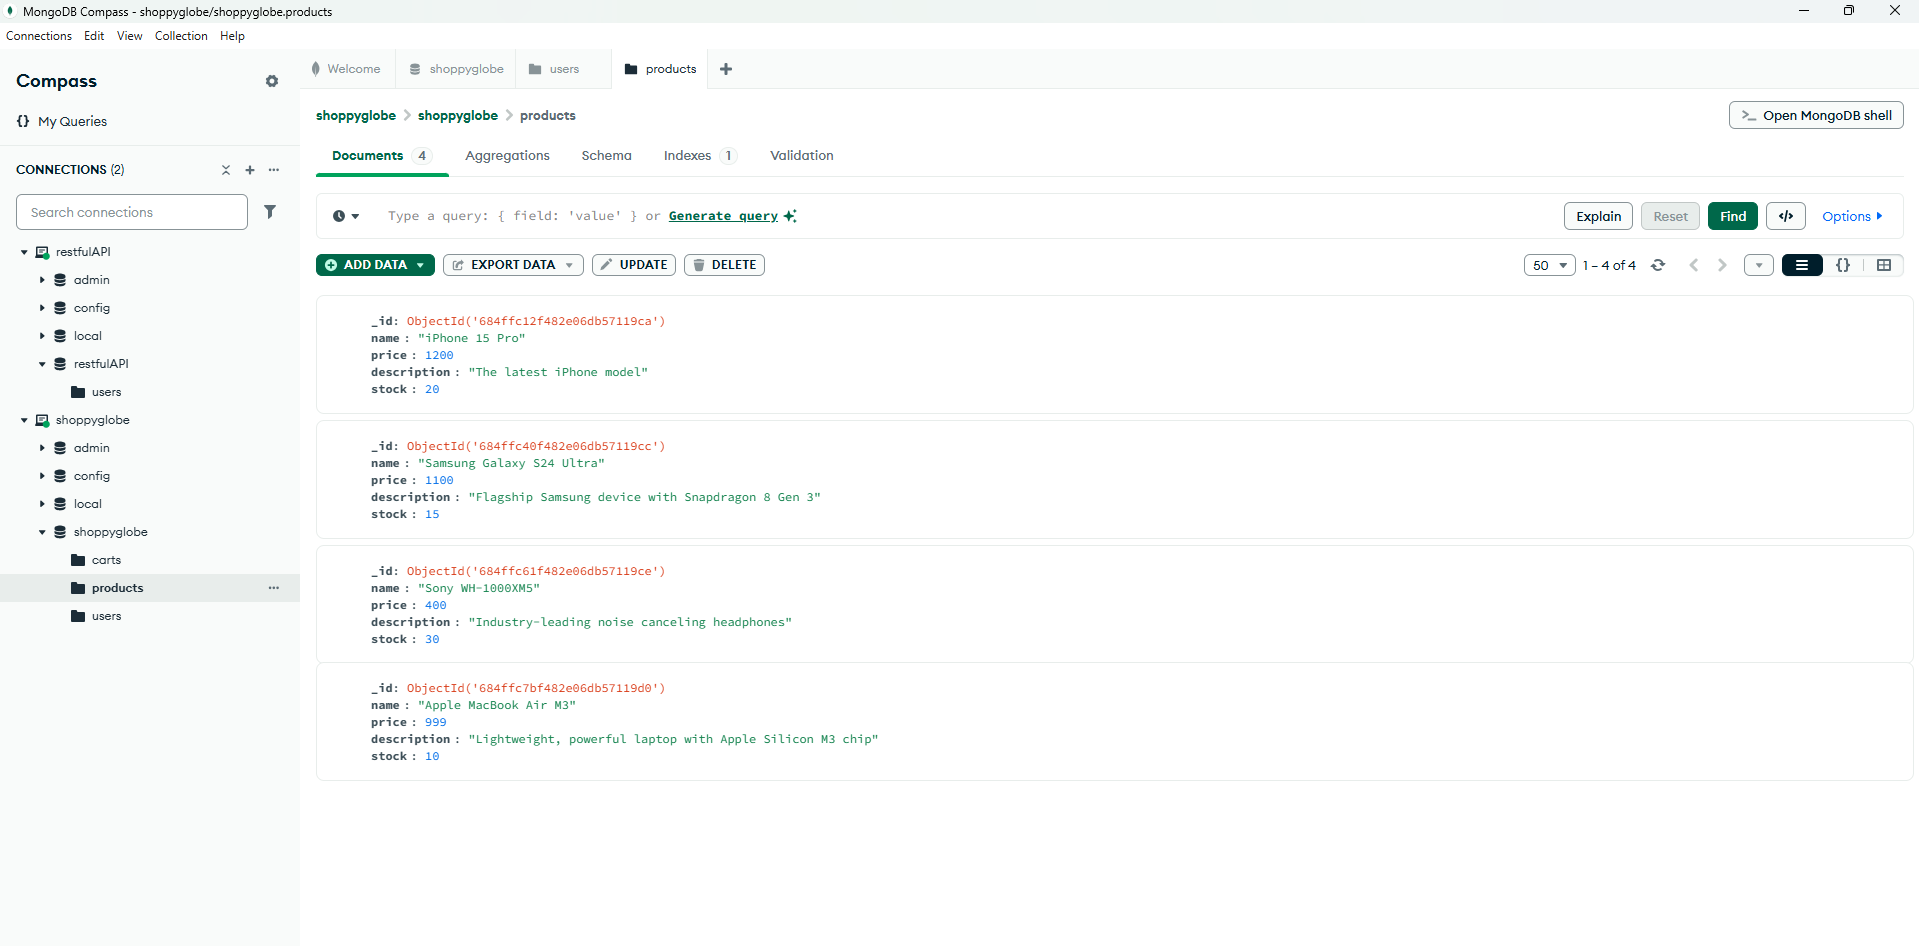 MongoDB Compass - shoppyglobe/shoppyglobe.products
Connections Edit View Collection Help
Compass
{} My Queries
CONNECTIONS (2)
Search connections
restfulAPI
admin
config
local
restfulAPI
users
shoppyglobe
admin
config
local
shoppyglobe
carts
products
users
Welcome shoppyglobe users products
shoppyglobe > shoppyglobe > products
>_ Open MongoDB shell
Documents 4 Aggregations Schema Indexes 1 Validation
Type a query: { field: 'value' } or Generate query
Explain Reset Find </> Options
ADD DATA EXPORT DATA UPDATE DELETE
50 1 – 4 of 4 {}
_id: ObjectId('684ffc12f482e06db57119ca')
name : "iPhone 15 Pro"
price : 1200
description : "The latest iPhone model"
stock : 20
_id: ObjectId('684ffc40f482e06db57119cc')
name : "Samsung Galaxy S24 Ultra"
price : 1100
description : "Flagship Samsung device with Snapdragon 8 Gen 3"
stock : 15
_id: ObjectId('684ffc61f482e06db57119ce')
name : "Sony WH-1000XM5"
price : 400
description : "Industry-leading noise canceling headphones"
stock : 30
_id: ObjectId('684ffc7bf482e06db57119d0')
name : "Apple MacBook Air M3"
price : 999
description : "Lightweight, powerful laptop with Apple Silicon M3 chip"
stock : 10